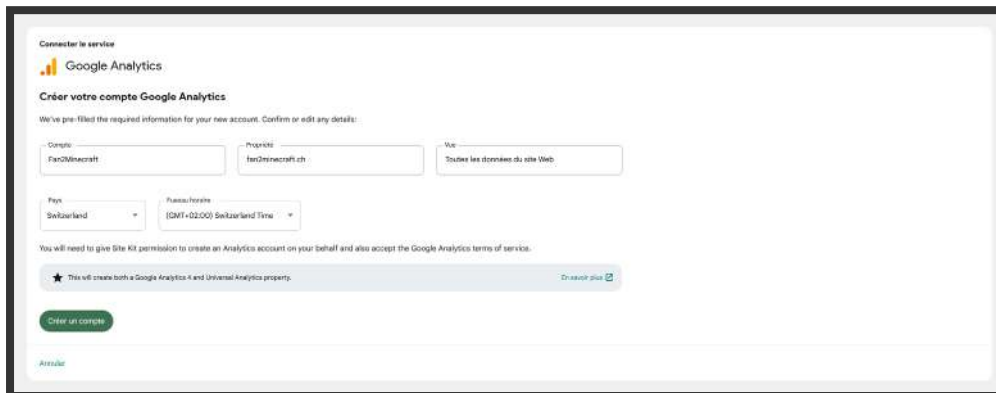 Connecter le service
Google Analytics
Créer votre compte Google Analytics
We've pre-filled the required information for your new account. Confirm or edit any details:
Compte
Propriété
Vue
Fan2Minecraft
fan2minecraft.ch
Toutes les données du site Web
Pays
Fuseau horaire
Switzerland
(GMT+02:00) Switzerland Time
You will need to give Site Kit permission to create an Analytics account on your behalf and also accept the Google Analytics terms of service.
This will create both a Google Analytics 4 and Universal Analytics property.
En savoir plus
Créer un compte
Annuler